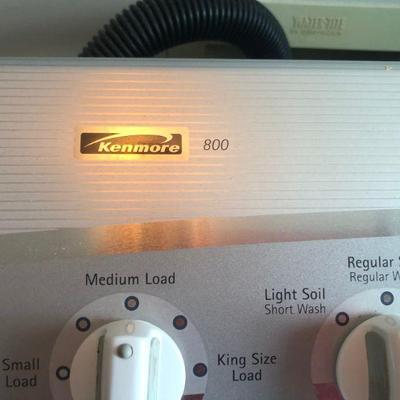 Kenmore
800
Medium Load
Small
Load
King Size
Load
Light Soil
Short Wash
Regular
Regular